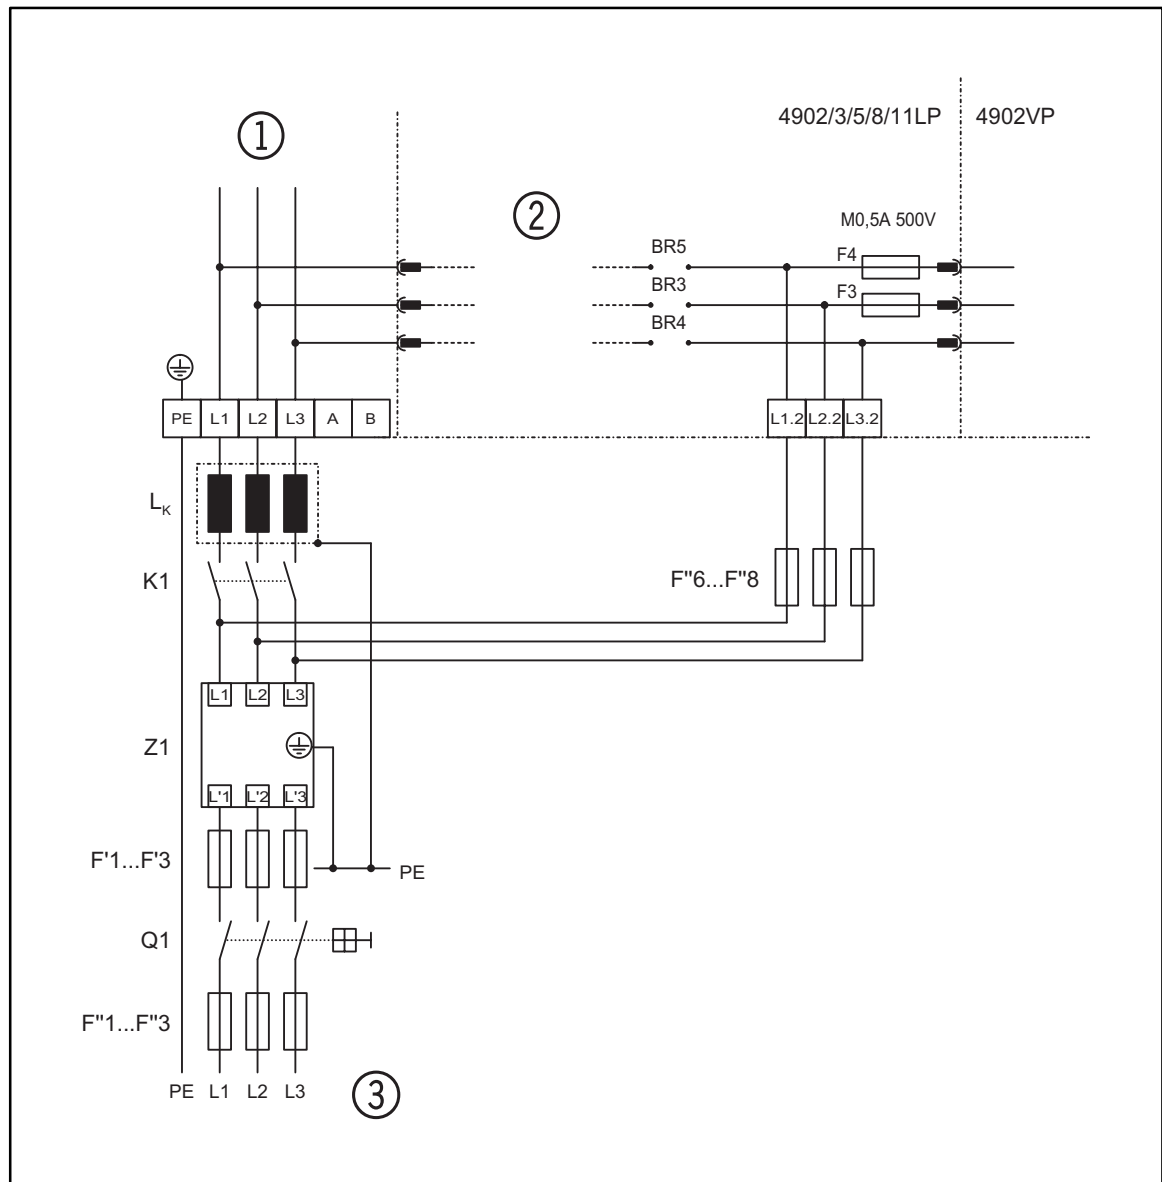 4902/3/5/8/11LP 4902VP
1
2
M0,5A 500V
BR5 F4
BR3 F3
BR4
PE L1 L2 L3 A B L1.2 L2.2 L3.2
LK
K1 F"6...F"8
L1 L2 L3
Z1
L'1 L'2 L'3
F'1...F'3 PE
Q1
F"1...F"3
PE L1 L2 L3 3